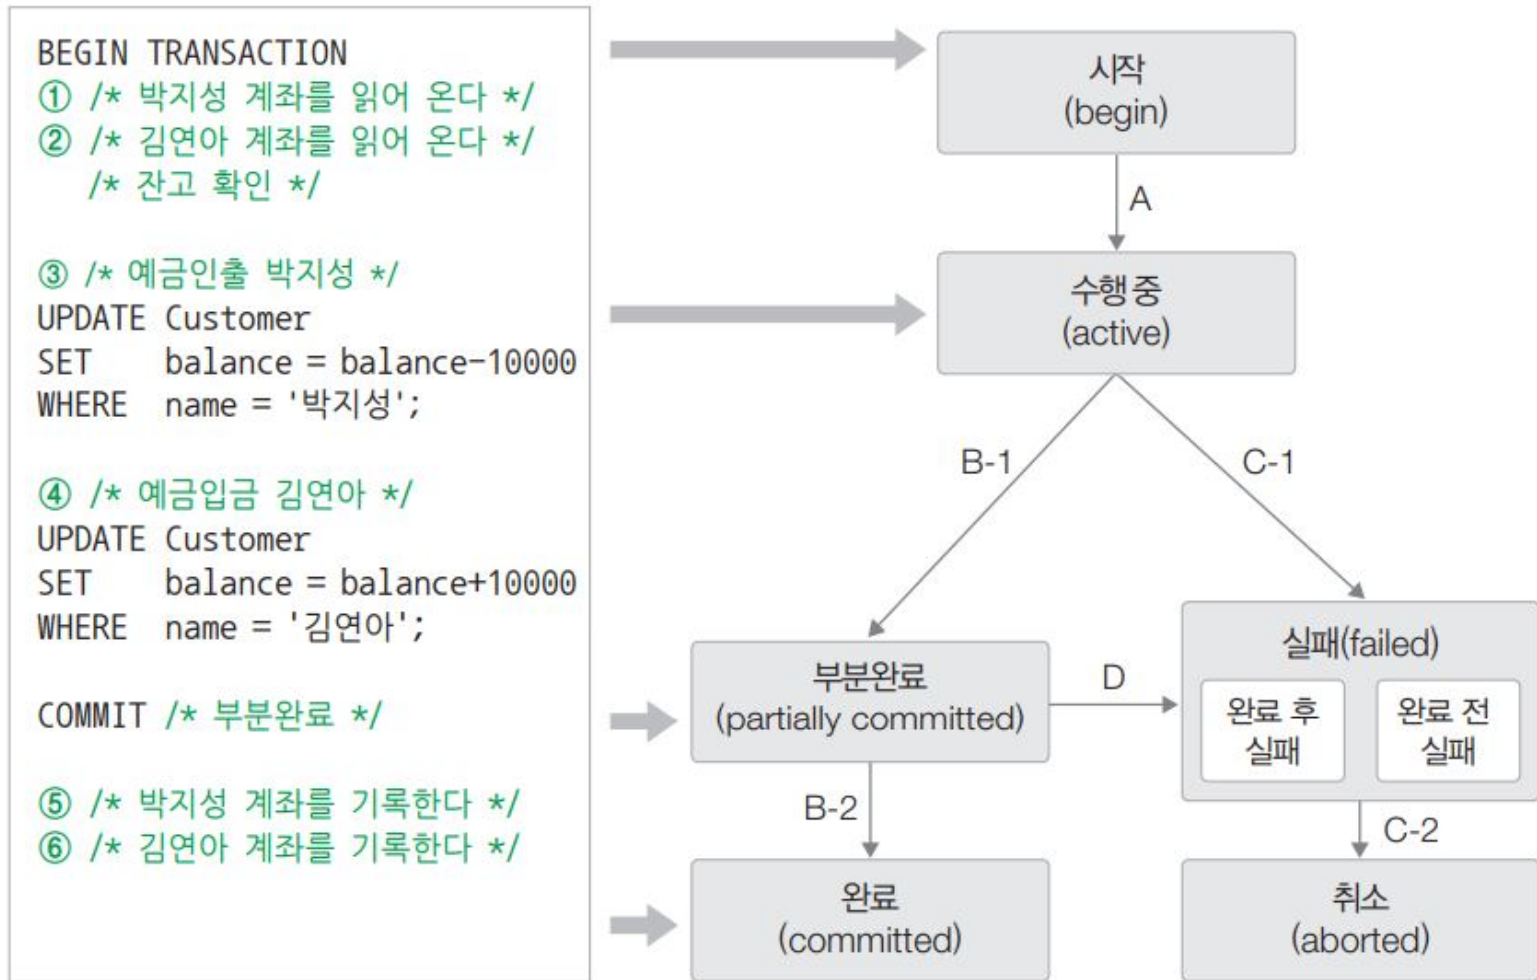 BEGIN TRANSACTION
① /* 박지성 계좌를 읽어 온다 */
② /* 김연아 계좌를 읽어 온다 */
/* 잔고 확인 */
③ /* 예금인출 박지성 */
UPDATE Customer
SET balance = balance-10000
WHERE name = '박지성';
④ /* 예금입금 김연아 */
UPDATE Customer
SET balance = balance+10000
WHERE name = '김연아';
COMMIT /* 부분완료 */
⑤ /* 박지성 계좌를 기록한다 */
⑥ /* 김연아 계좌를 기록한다 */
시작
(begin)
A
수행 중
(active)
B-1
C-1
부분완료
(partially committed)
D
실패(failed)
완료 후
실패
완료 전
실패
B-2
C-2
완료
(committed)
취소
(aborted)